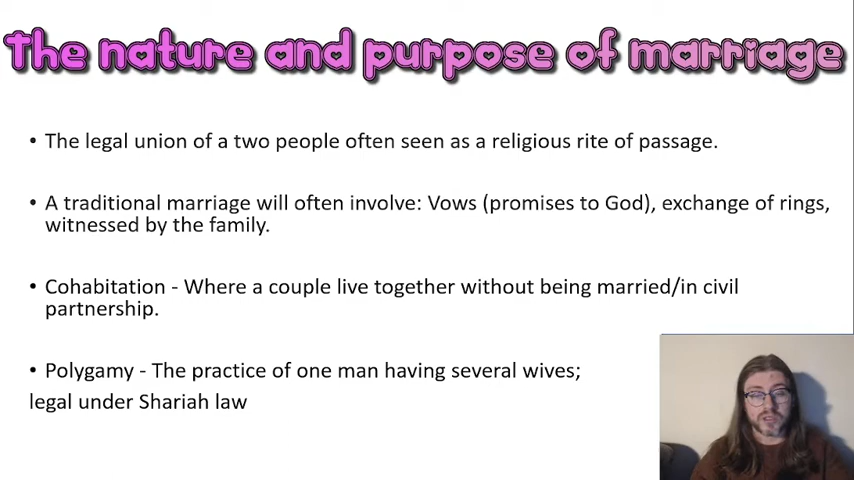 The nature and purpose of marriage
• The legal union of a two people often seen as a religious rite of passage.
• A traditional marriage will often involve: Vows (promises to God), exchange of rings,
witnessed by the family.
• Cohabitation - Where a couple live together without being married/in civil
partnership.
• Polygamy - The practice of one man having several wives;
legal under Shariah law